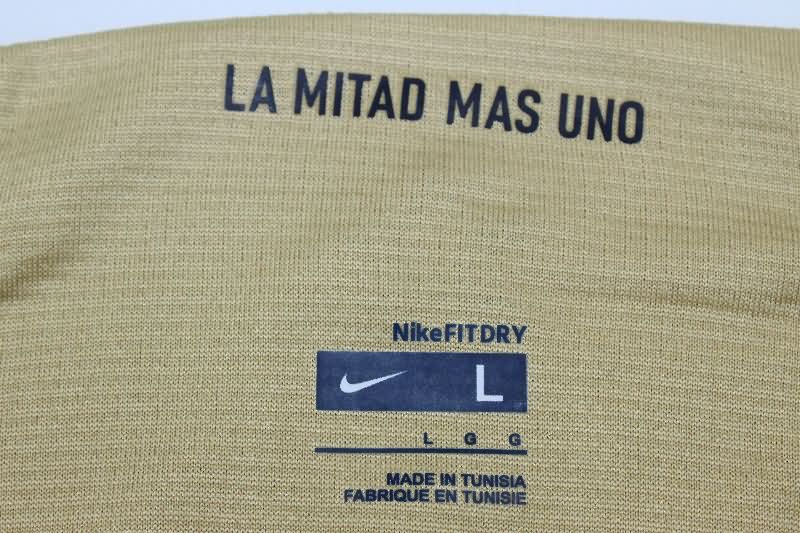 LA MITAD MAS UNO
NikeFITDRY
L
L G G
MADE IN TUNISIA
FABRIQUE EN TUNISIE